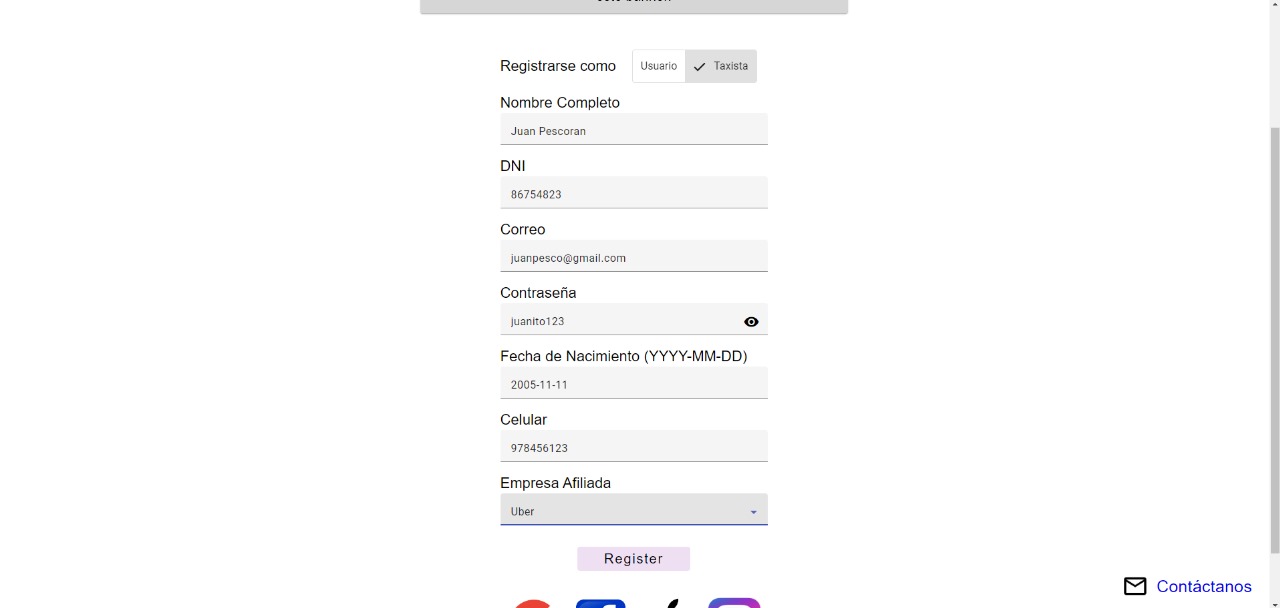 Registrarse como
Usuario
Taxista
Nombre Completo
Juan Pescoran
DNI
86754823
Correo
juanpesco@gmail.com
Contraseña
juanito123
Fecha de Nacimiento (YYYY-MM-DD)
2005-11-11
Celular
978456123
Empresa Afiliada
Uber
Register
Contáctanos